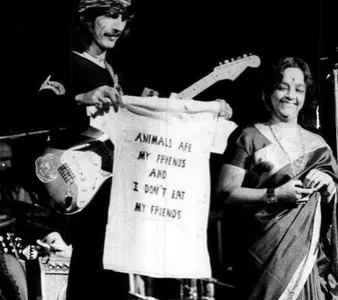 ANIMALS ARE
MY FRIENDS
AND
I DON'T EAT
MY FRIENDS